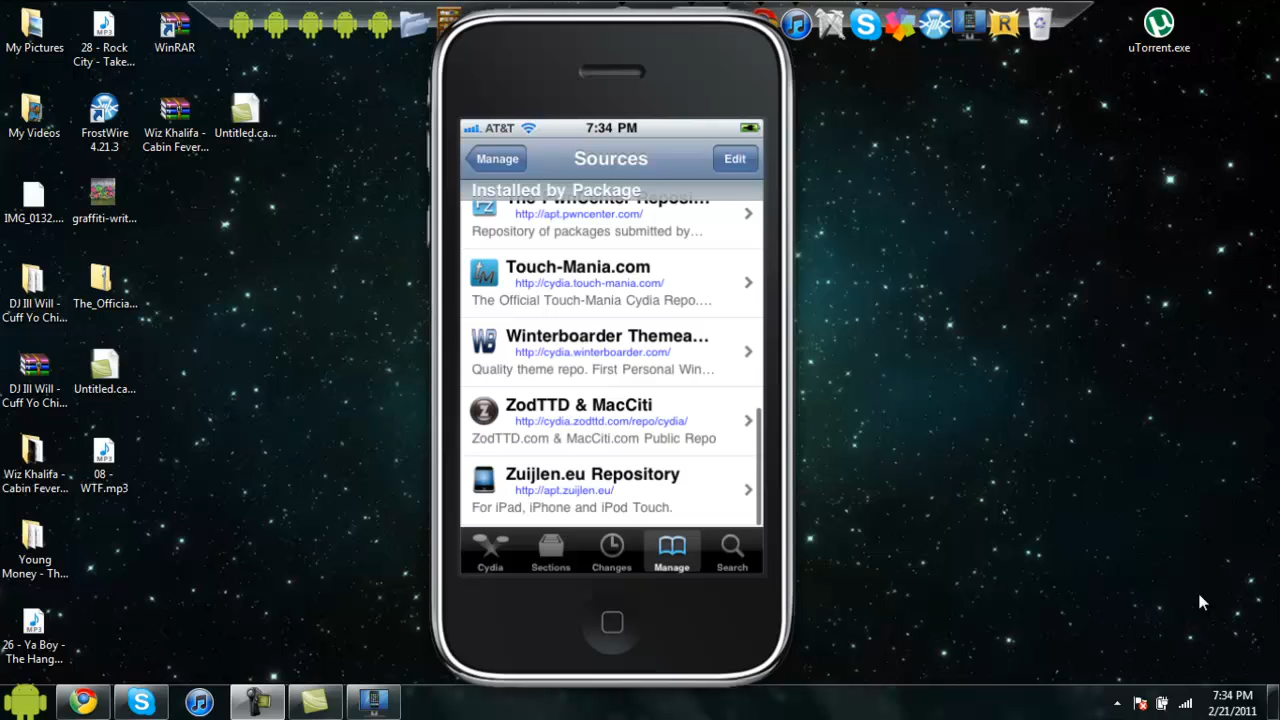 My Pictures
28 - Rock
City - Take...
WinRAR
uTorrent.exe
My Videos
FrostWire
4.21.3
Wiz Khalifa -
Cabin Fever...
Untitled.ca...
IMG_0132....
graffiti-writ...
DJ Ill Will -
Cuff Yo Chi...
The_Officia...
DJ Ill Will -
Cuff Yo Chi...
Untitled.ca...
Wiz Khalifa -
Cabin Fever...
08 -
WTF.mp3
Young
Money - Th...
26 - Ya Boy -
The Hang...
AT&T
7:34 PM
Manage
Sources
Edit
Installed by Package
The PwnCenter Reposi...
http://apt.pwncenter.com/
Repository of packages submitted by...
Touch-Mania.com
http://cydia.touch-mania.com/
The Official Touch-Mania Cydia Repo....
Winterboarder Themea...
http://cydia.winterboarder.com/
Quality theme repo. First Personal Win...
ZodTTD & MacCiti
http://cydia.zodttd.com/repo/cydia/
ZodTTD.com & MacCiti.com Public Repo
Zuijlen.eu Repository
http://apt.zuijlen.eu/
For iPad, iPhone and iPod Touch.
Cydia
Sections
Changes
Manage
Search
7:34 PM
2/21/2011